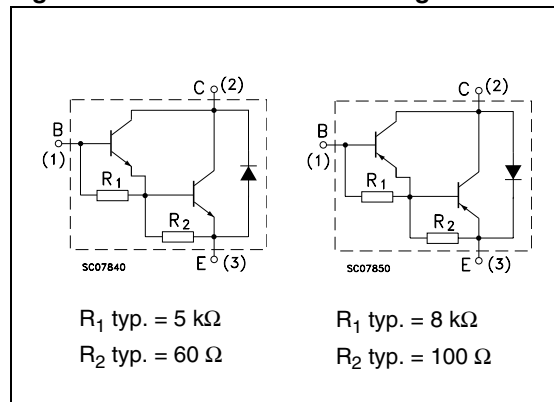 C (2)
B
(1)
R1
R2
SC07840
E (3)
R1 typ. = 5 kΩ
R2 typ. = 60 Ω
C (2)
B
(1)
R1
R2
SC07850
E (3)
R1 typ. = 8 kΩ
R2 typ. = 100 Ω